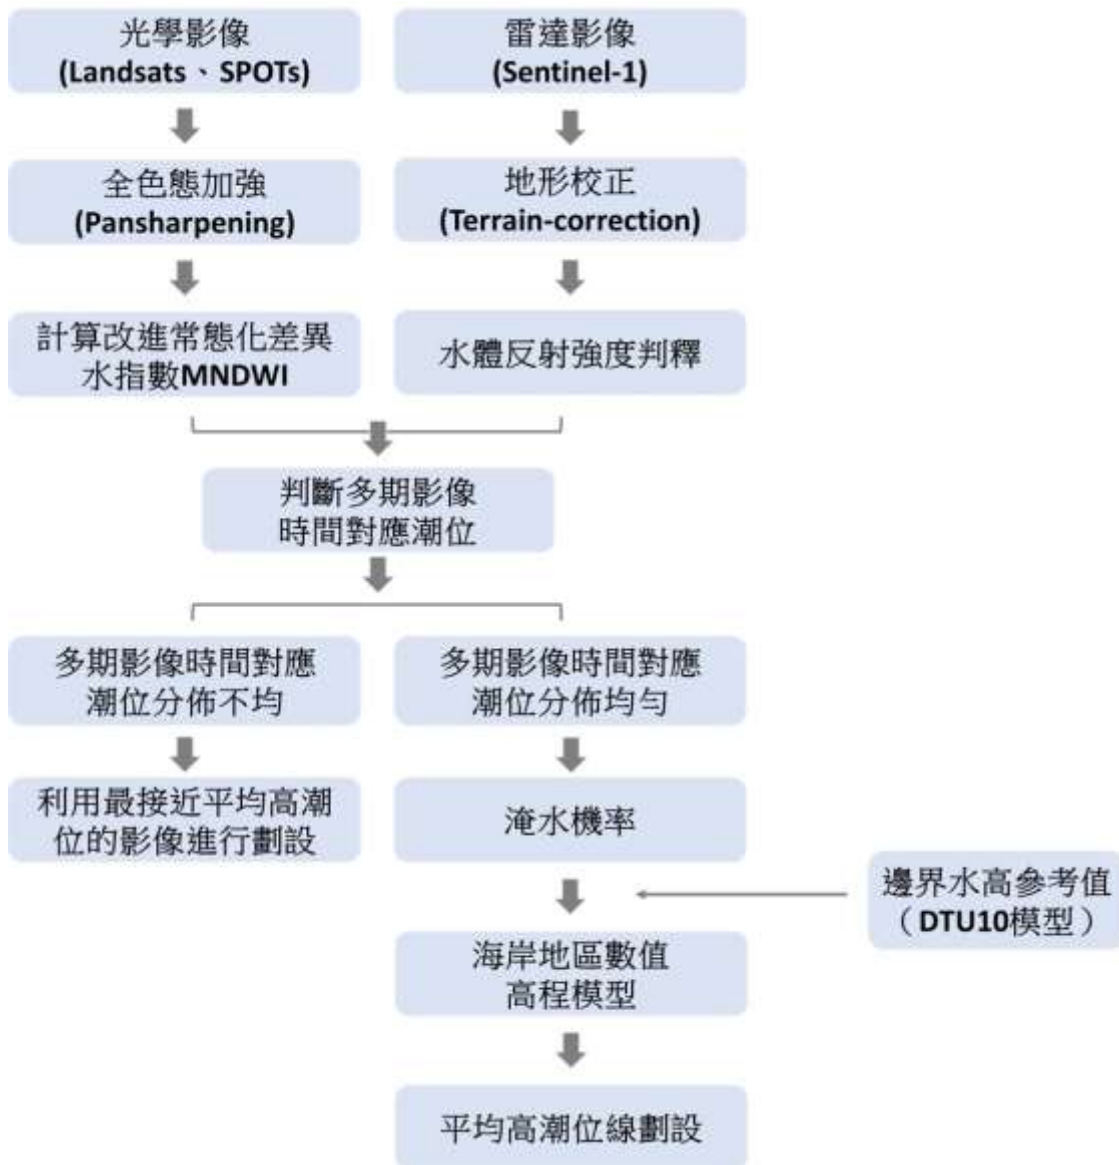 光學影像
(Landsats、SPOTs)
雷達影像
(Sentinel-1)
全色態加強
(Pansharpening)
地形校正
(Terrain-correction)
計算改進常態化差異
水指數MNDWI
水體反射強度判釋
判斷多期影像
時間對應潮位
多期影像時間對應
潮位分佈不均
多期影像時間對應
潮位分佈均勻
利用最接近平均高潮
位的影像進行劃設
淹水機率
邊界水高參考值
（DTU10模型）
海岸地區數值
高程模型
平均高潮位線劃設